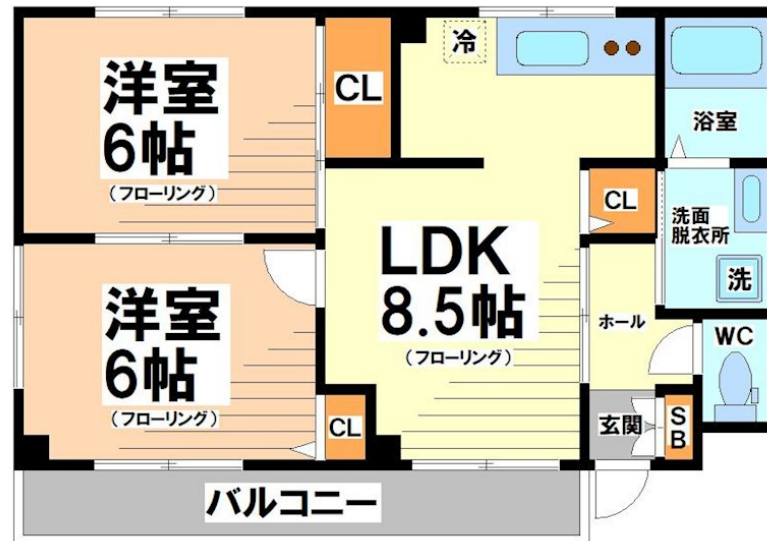 洋室
6帖
(フローリング)
CL
冷
浴室
CL
洗面
脱衣所
洗
LDK
8.5帖
(フローリング)
洋室
6帖
(フローリング)
CL
ホール
WC
玄関
SB
バルコニー